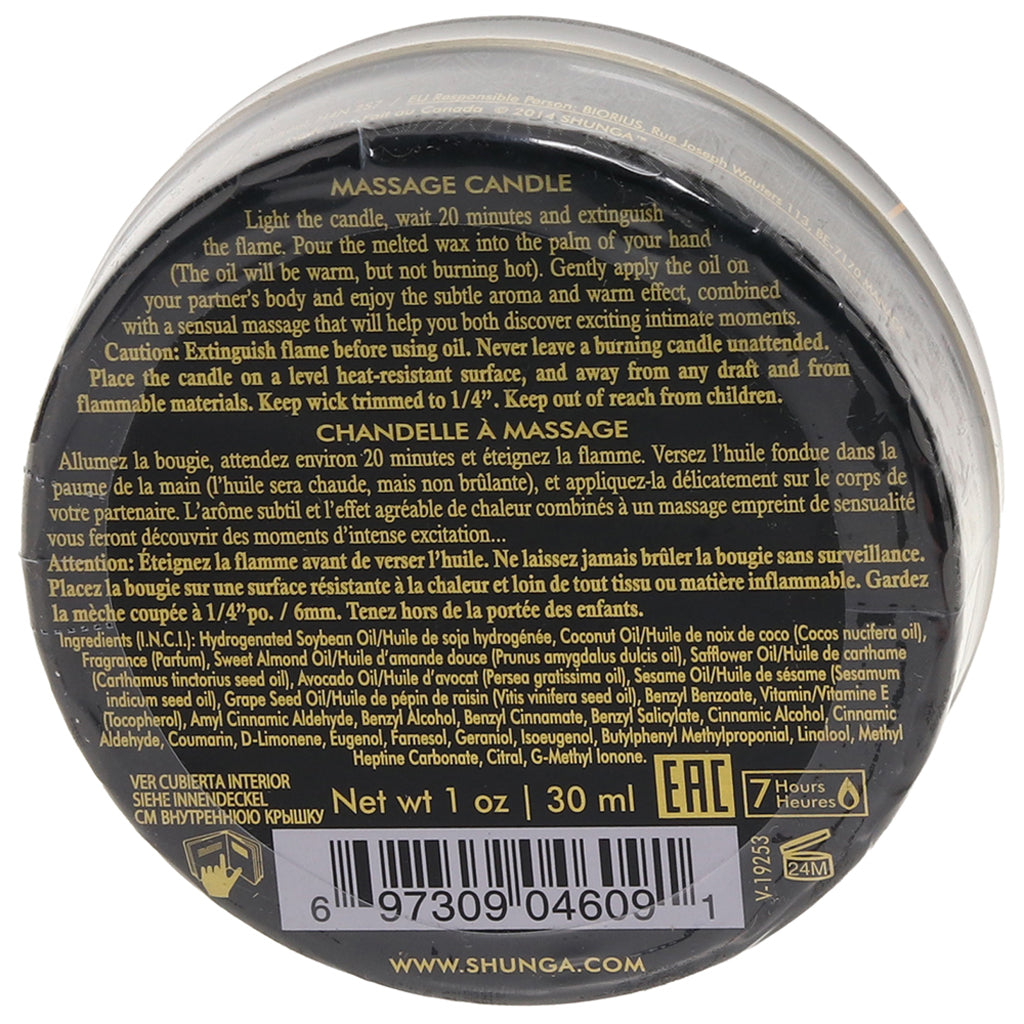 EU Responsible Person: BIORIUS, Rue Joseph Wauters 113, BE-7170
au Canada © 2014 SHUNGA™
MASSAGE CANDLE
Light the candle, wait 20 minutes and extinguish
the flame. Pour the melted wax into the palm of your hand
(The oil will be warm, but not burning hot). Gently apply the oil on
your partner's body and enjoy the subtle aroma and warm effect, combined
with a sensual massage that will help you both discover exciting intimate moments.
Caution: Extinguish flame before using oil. Never leave a burning candle unattended.
Place the candle on a level heat-resistant surface, and away from any draft and from
flammable materials. Keep wick trimmed to 1/4”. Keep out of reach from children.
CHANDELLE À MASSAGE
Allumez la bougie, attendez environ 20 minutes et éteignez la flamme. Versez l'huile fondue dans la
paume de la main (l'huile sera chaude, mais non brûlante), et appliquez-la délicatement sur le corps de
votre partenaire. L'arôme subtil et l'effet agréable de chaleur combinés à un massage empreint de sensualité
vous feront découvrir des moments d'intense excitation...
Attention: Éteignez la flamme avant de verser l'huile. Ne laissez jamais brûler la bougie sans surveillance.
Placez la bougie sur une surface résistante à la chaleur et loin de tout tissu ou matière inflammable. Gardez
la mèche coupée à 1/4”po. / 6mm. Tenez hors de la portée des enfants.
Ingredients (I.N.C.I.): Hydrogenated Soybean Oil/Huile de soja hydrogénée, Coconut Oil/Huile de noix de coco (Cocos nucifera oil),
Fragrance (Parfum), Sweet Almond Oil/Huile d'amande douce (Prunus amygdalus dulcis oil), Safflower Oil/Huile de carthame
(Carthamus tinctorius seed oil), Avocado Oil/Huile d'avocat (Persea gratissima oil), Sesame Oil/Huile de sésame (Sesamum
indicum seed oil), Grape Seed Oil/Huile de pépin de raisin (Vitis vinifera seed oil), Benzyl Benzoate, Vitamin/Vitamine E
(Tocopherol), Amyl Cinnamic Aldehyde, Benzyl Alcohol, Benzyl Cinnamate, Benzyl Salicylate, Cinnamic Alcohol, Cinnamic
Aldehyde, Coumarin, D-Limonene, Eugenol, Farnesol, Geraniol, Isoeugenol, Butylphenyl Methylproponial, Linalool, Methyl
Heptine Carbonate, Citral, G-Methyl Ionone.
VER CUBIERTA INTERIOR
SIEHE INNENDECKEL
СМ ВНУТРЕННЮЮ КРЫШКУ
Net wt 1 oz | 30 ml
EAC
7 Hours
Heures
24M
V-19253
6 97309 04609 1
WWW.SHUNGA.COM